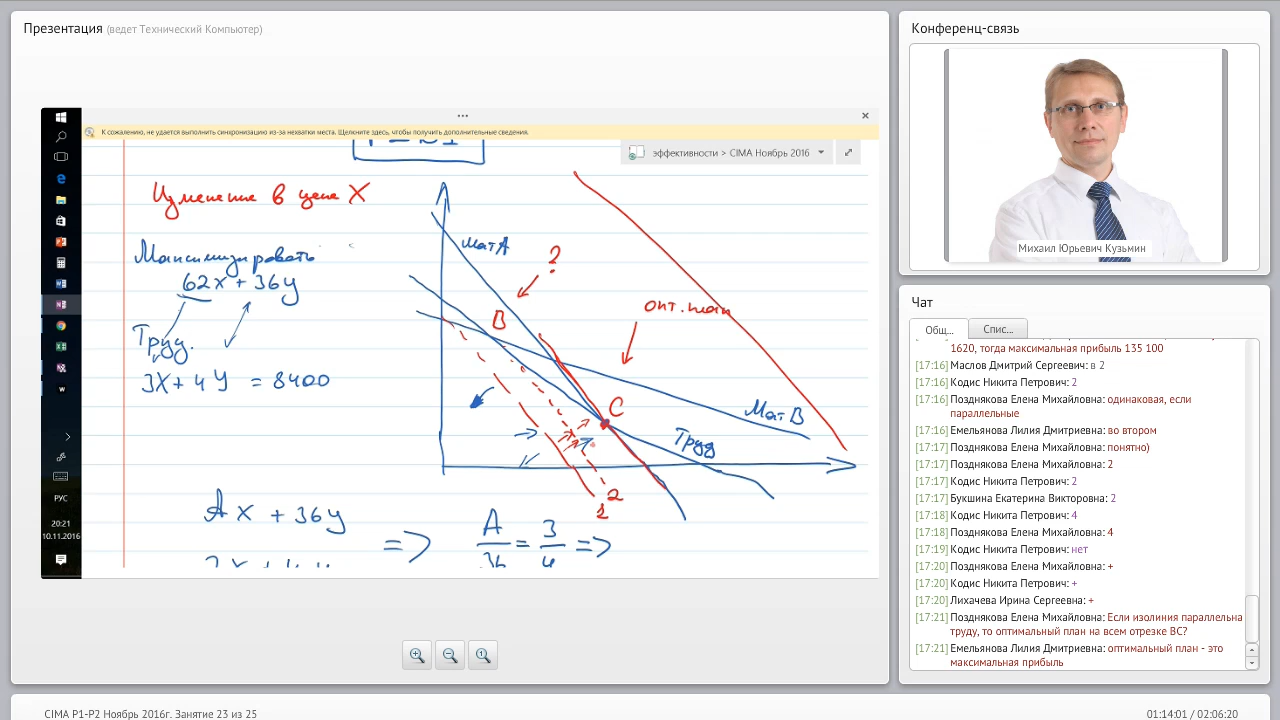 Презентация (ведет Технический Компьютер)
К сожалению, не удается выполнить синхронизацию из-за нехватки места. Щелкните здесь, чтобы получить дополнительные сведения.
эффективности > CIMA Ноябрь 2016
Изменение в цене X
Максимизировать
62x + 36y
Труд.
3X + 4Y = 8400
мат А
?
В
опт. план
С
Мат В
Труд
2
1
Ax + 36y
=>
A/36 = 3/4 =>
РУС
20:21
10.11.2016
Конференц-связь
Михаил Юрьевич Кузьмин
Чат
Общ...
Спис...
1620, тогда максимальная прибыль 135 100
[17:16] Маслов Дмитрий Сергеевич: в 2
[17:16] Кодис Никита Петрович: 2
[17:16] Позднякова Елена Михайловна: одинаковая, если
параллельные
[17:16] Емельянова Лилия Дмитриевна: во втором
[17:17] Позднякова Елена Михайловна: понятно)
[17:17] Позднякова Елена Михайловна: 2
[17:17] Кодис Никита Петрович: 2
[17:17] Букшина Екатерина Викторовна: 2
[17:18] Кодис Никита Петрович: 4
[17:18] Позднякова Елена Михайловна: 4
[17:19] Кодис Никита Петрович: нет
[17:20] Позднякова Елена Михайловна: +
[17:20] Кодис Никита Петрович: +
[17:20] Лихачева Ирина Сергеевна: +
[17:21] Позднякова Елена Михайловна: Если изолиния параллельна
труду, то оптимальный план на всем отрезке ВС?
[17:21] Емельянова Лилия Дмитриевна: оптимальный план - это
максимальная прибыль
CIMA P1-P2 Ноябрь 2016г. Занятие 23 из 25
01:14:01 / 02:06:20